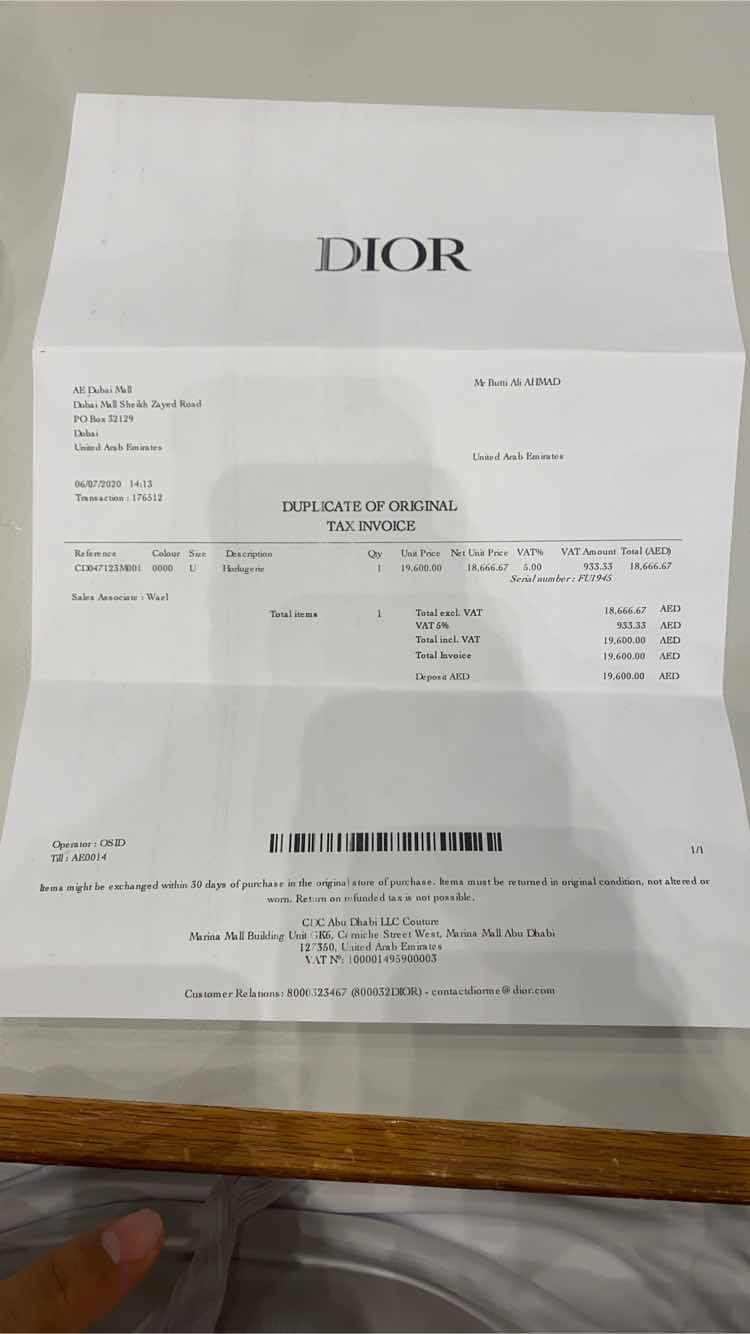 DIOR
AE Dubai Mall
Dubai Mall Sheikh Zayed Road
PO Box 32129
Dubai
United Arab Emirates
Mr Butti Ali AHMAD
United Arab Emirates
06/07/2020 14:13
Transaction : 176512
DUPLICATE OF ORIGINAL
TAX INVOICE
Reference Colour Size Description Qty Unit Price Net Unit Price VAT% VAT Amount Total (AED)
CD047123M001 0000 U Horlogerie 1 19,600.00 18,666.67 5.00 933.33 18,666.67
Serial number : FU1945
Sales Associate : Wael
Total items 1 Total excl. VAT 18,666.67 AED
VAT 5% 933.33 AED
Total incl. VAT 19,600.00 AED
Total Invoice 19,600.00 AED
Deposit AED 19,600.00 AED
Operator : OSID
Till : AE0014
1/1
Items might be exchanged within 30 days of purchase in the original store of purchase. Items must be returned in original condition, not altered or
worn. Return on refunded tax is not possible.
CDC Abu Dhabi LLC Couture
Marina Mall Building Unit GK6, Corniche Street West, Marina Mall Abu Dhabi
127350, United Arab Emirates
VAT N°: 100001495900003
Customer Relations : 8000323467 (800032DIOR) - contactdiorme@dior.com